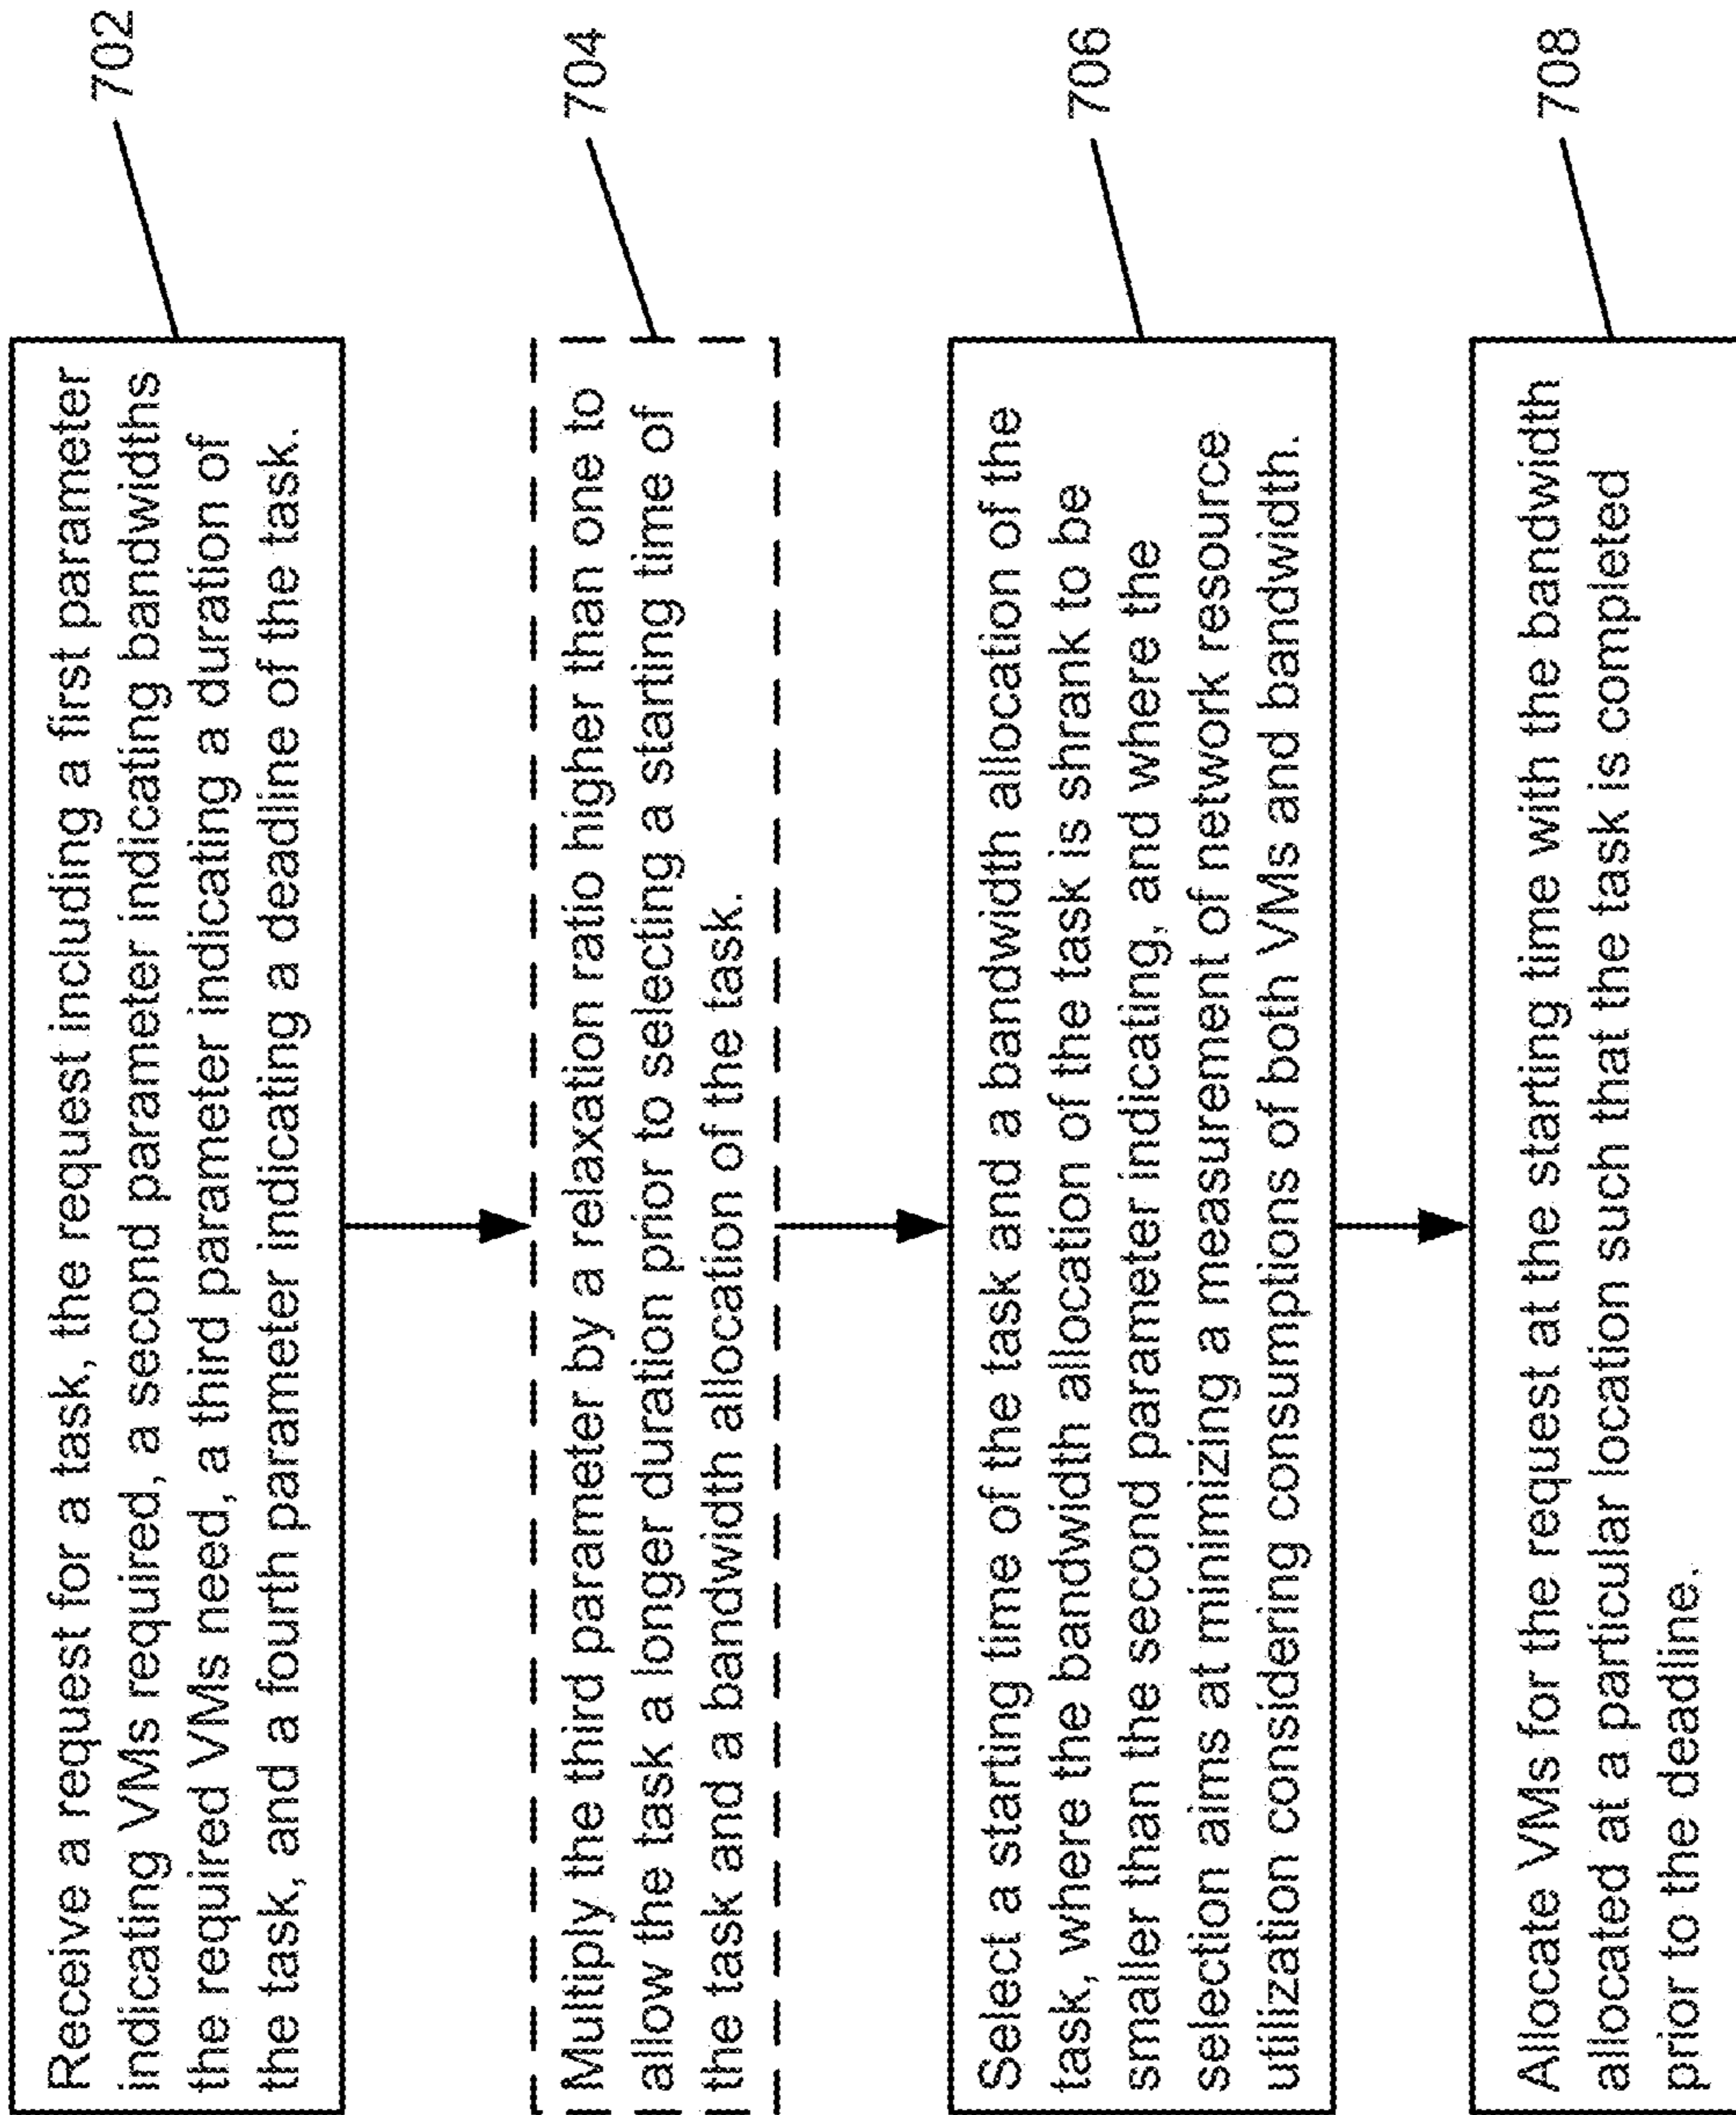 Receive a request for a task, the request including a first parameter
indicating VMs required, a second parameter indicating bandwidths
the required VMs need, a third parameter indicating a duration of
the task, and a fourth parameter indicating a deadline of the task.
702
Multiply the third parameter by a relaxation ratio higher than one to
allow the task a longer duration prior to selecting a starting time of
the task and a bandwidth allocation of the task.
704
Select a starting time of the task and a bandwidth allocation of the
task, where the bandwidth allocation of the task is shrank to be
smaller than the second parameter indicating, and where the
selection aims at minimizing a measurement of network resource
utilization considering consumptions of both VMs and bandwidth.
706
Allocate VMs for the request at the starting time with the bandwidth
allocated at a particular location such that the task is completed
prior to the deadline.
708